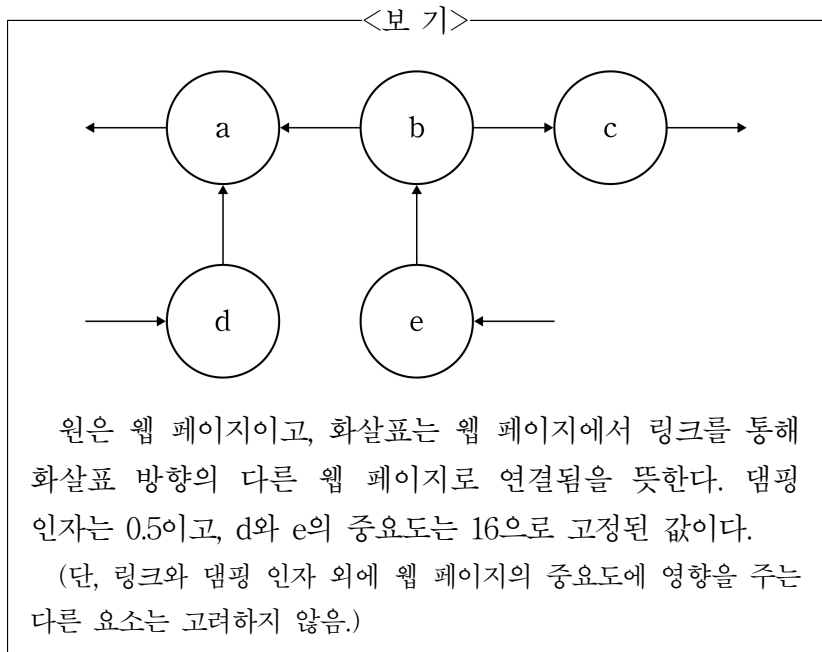 <보 기>
a b c
d e
원은 웹 페이지이고, 화살표는 웹 페이지에서 링크를 통해
화살표 방향의 다른 웹 페이지로 연결됨을 뜻한다. 댐핑
인자는 0.5이고, d와 e의 중요도는 16으로 고정된 값이다.
(단, 링크와 댐핑 인자 외에 웹 페이지의 중요도에 영향을 주는
다른 요소는 고려하지 않음.)